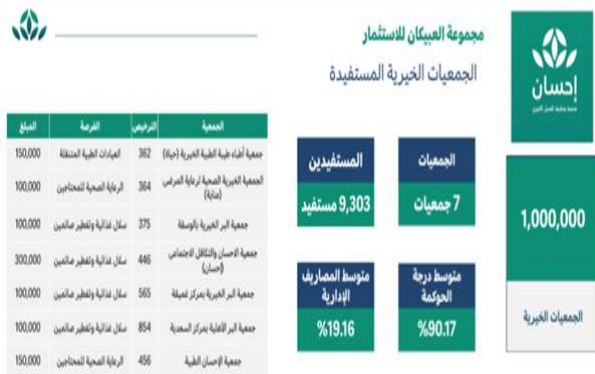 مجموعة العبيكان للاستثمار
الجمعيات الخيرية المستفيدة
إحسان
1,000,000
الجمعيات الخيرية
الجمعيات
7 جمعيات
المستفيدين
9,303 مستفيد
متوسط درجة الحوكمة
%90.17
متوسط المصاريف الإدارية
%19.16
الجمعية الترخيص الفرصة المبلغ
جمعية أطباء طيبة الطبية الخيرية (حياة) 362 العيادات الطبية المتنقلة 150,000
الجمعية الخيرية الصحية لرعاية المرضى (عناية) 364 الرعاية الصحية للمحتاجين 100,000
جمعية البر الخيرية بالوسقة 375 سلال غذائية وتفطير صائمين 100,000
جمعية الاحسان والتكافل الاجتماعي (إحسان) 446 سلال غذائية وتفطير صائمين 300,000
جمعية البر الخيرية بمركز غميقة 565 سلال غذائية وتفطير صائمين 100,000
جمعية البر الأهلية بمركز السعدية 854 سلال غذائية وتفطير صائمين 100,000
جمعية الإحسان الطبية 456 الرعاية الصحية للمحتاجين 150,000